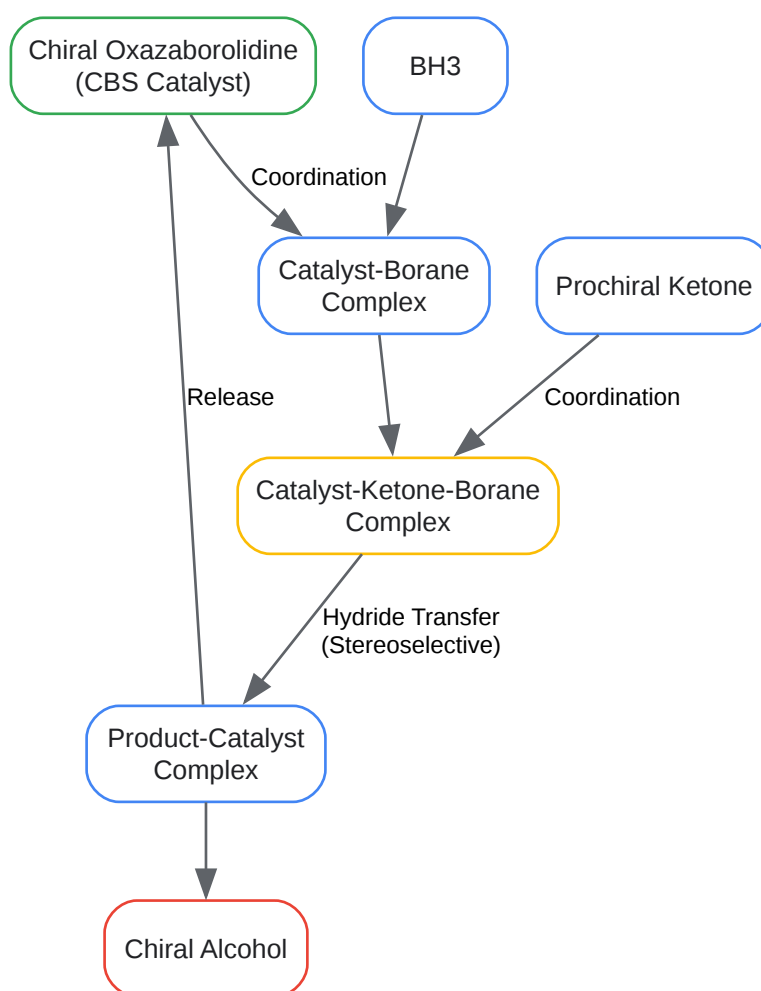 Chiral Oxazaborolidine
(CBS Catalyst)
BH3
Coordination
Catalyst-Borane
Complex
Prochiral Ketone
Release
Coordination
Catalyst-Ketone-Borane
Complex
Hydride Transfer
(Stereoselective)
Product-Catalyst
Complex
Chiral Alcohol